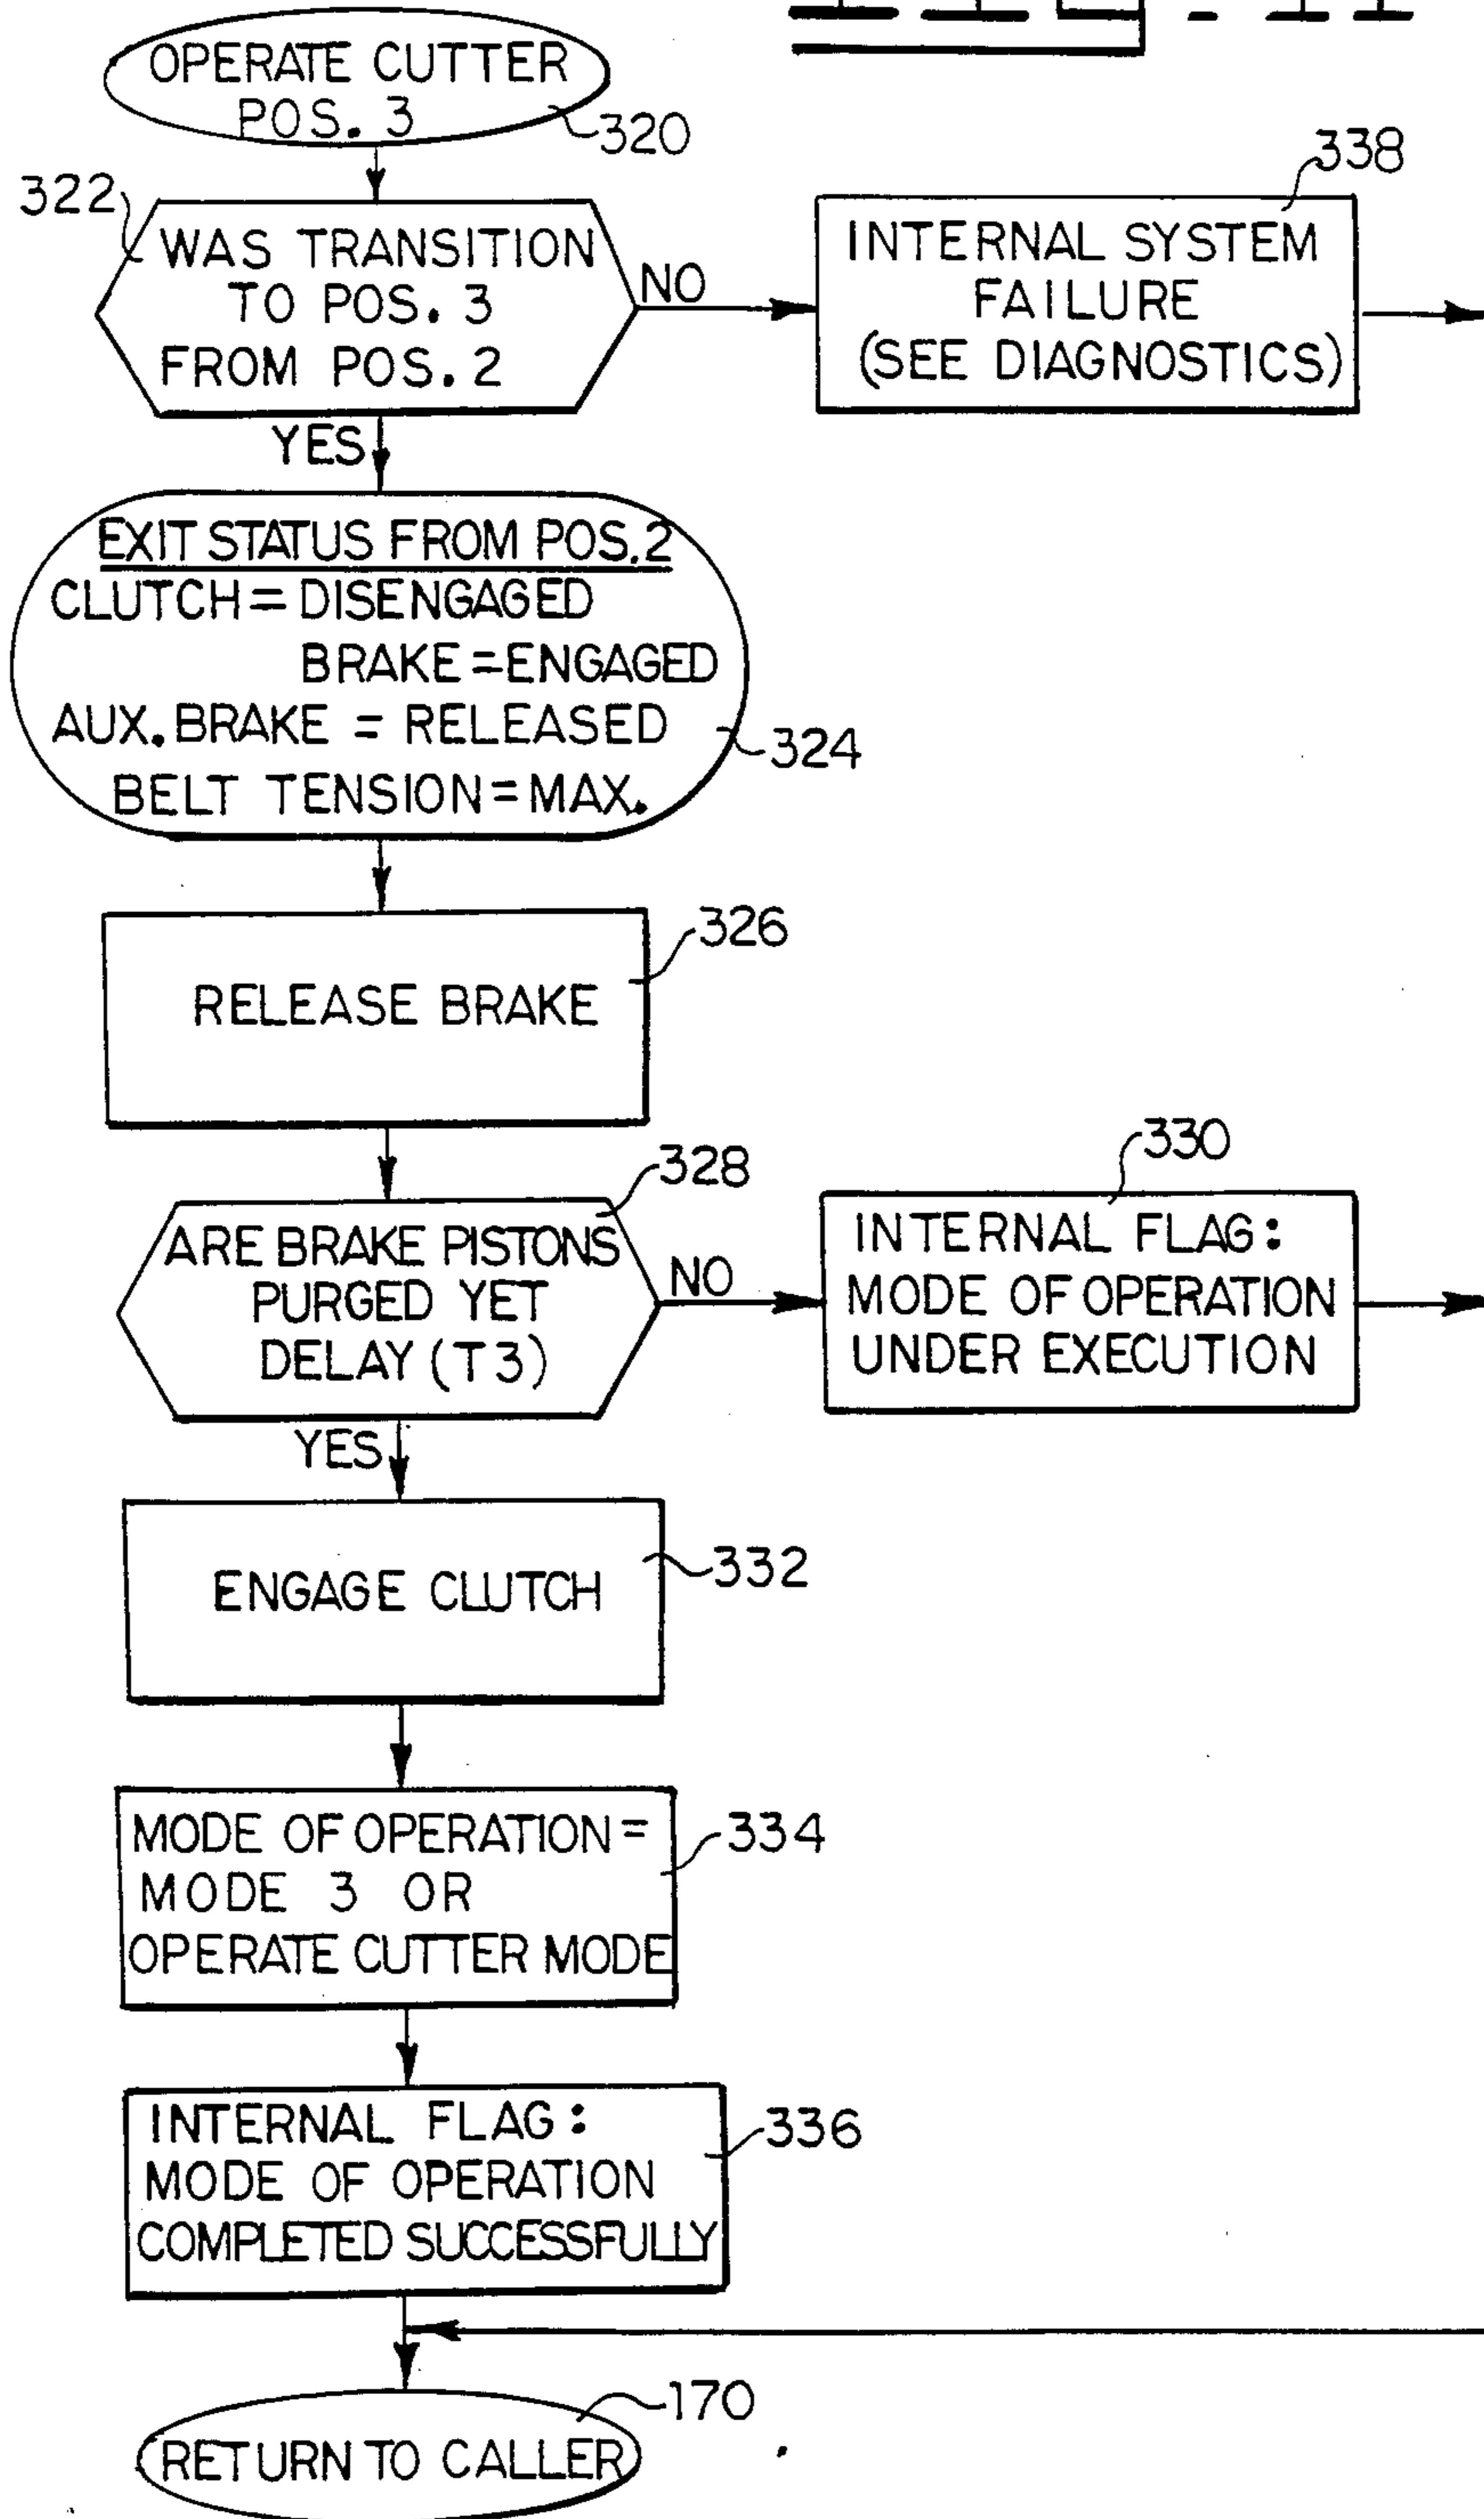 OPERATE CUTTER
POS. 3
320
322
WAS TRANSITION
TO POS. 3
FROM POS. 2
NO
338
INTERNAL SYSTEM
FAILURE
(SEE DIAGNOSTICS)
YES
EXIT STATUS FROM POS. 2
CLUTCH = DISENGAGED
BRAKE = ENGAGED
AUX. BRAKE = RELEASED
BELT TENSION = MAX.
324
326
RELEASE BRAKE
328
ARE BRAKE PISTONS
PURGED YET
DELAY (T3)
NO
330
INTERNAL FLAG:
MODE OF OPERATION
UNDER EXECUTION
YES
ENGAGE CLUTCH
332
MODE OF OPERATION =
MODE 3 OR
OPERATE CUTTER MODE
334
INTERNAL FLAG:
MODE OF OPERATION
COMPLETED SUCCESSFULLY
336
170
RETURN TO CALLER